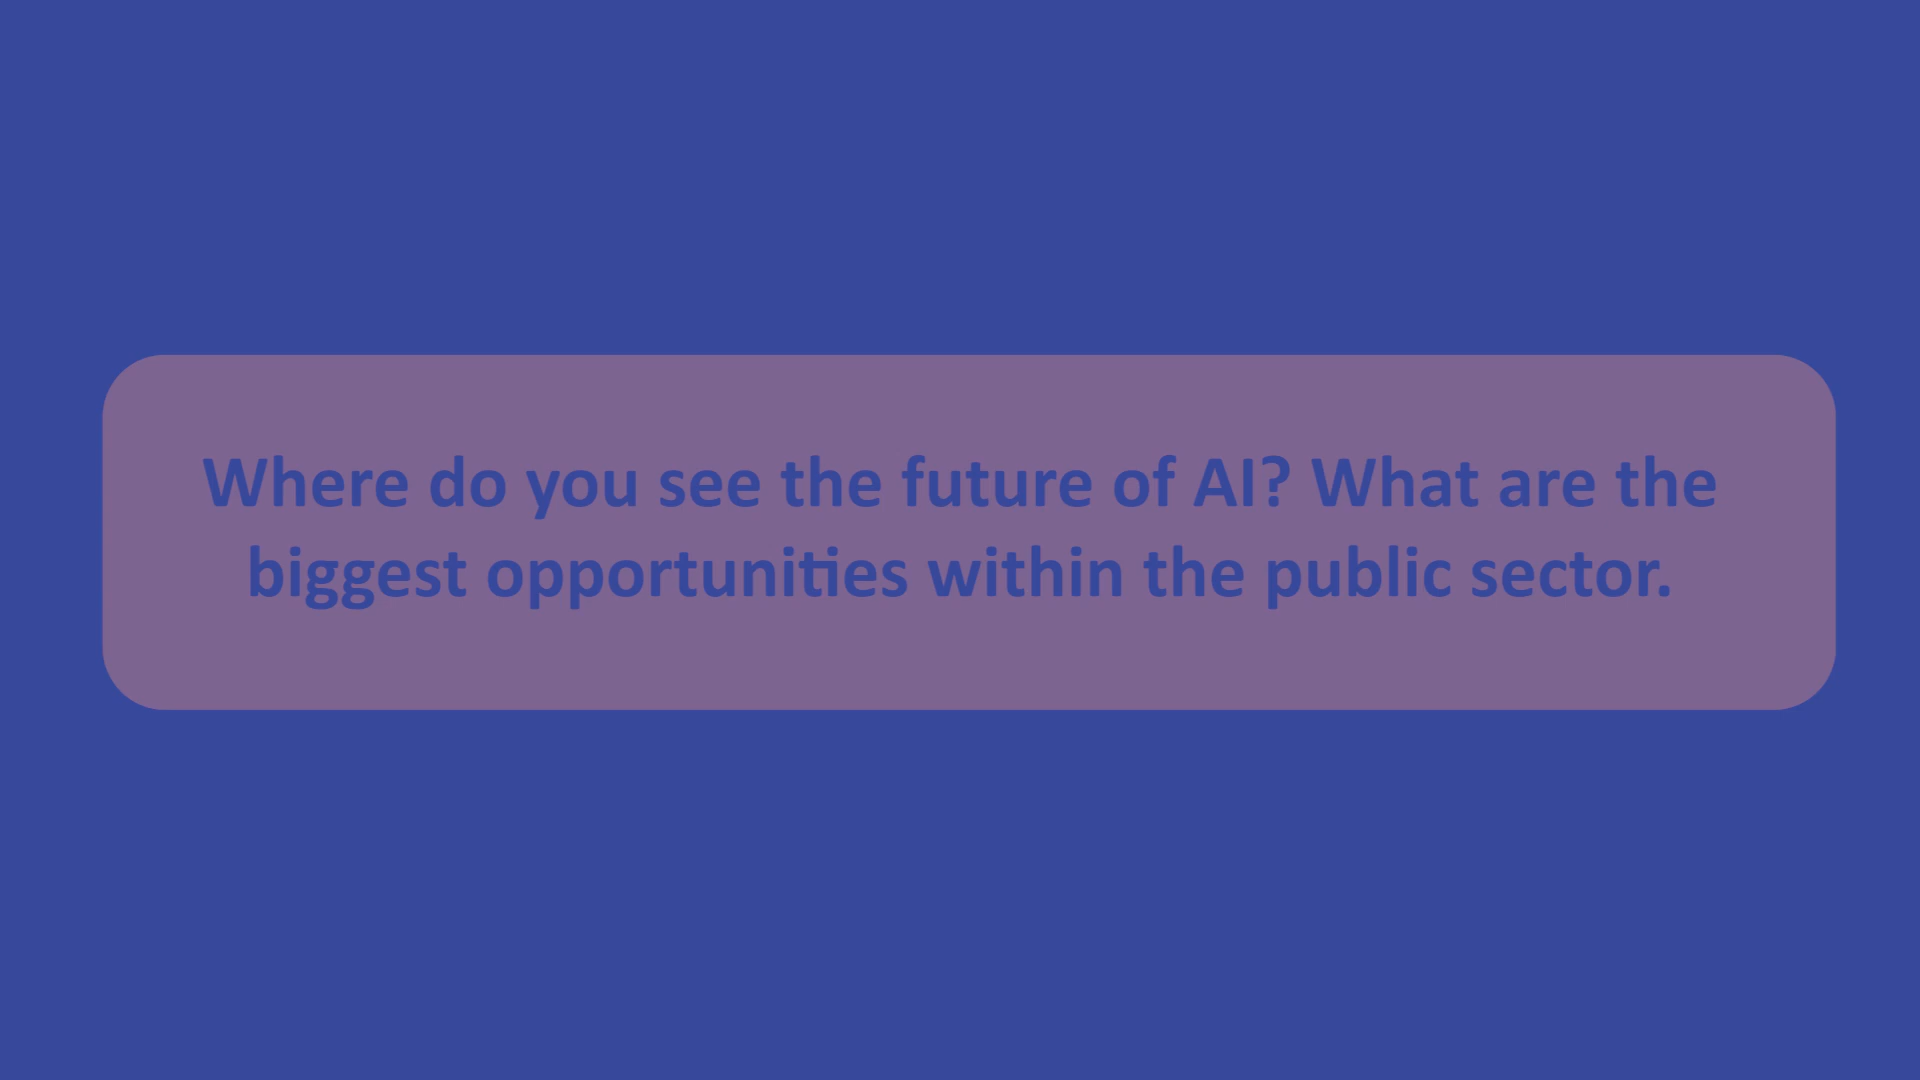 Where do you see the future of AI? What are the
biggest opportunities within the public sector.